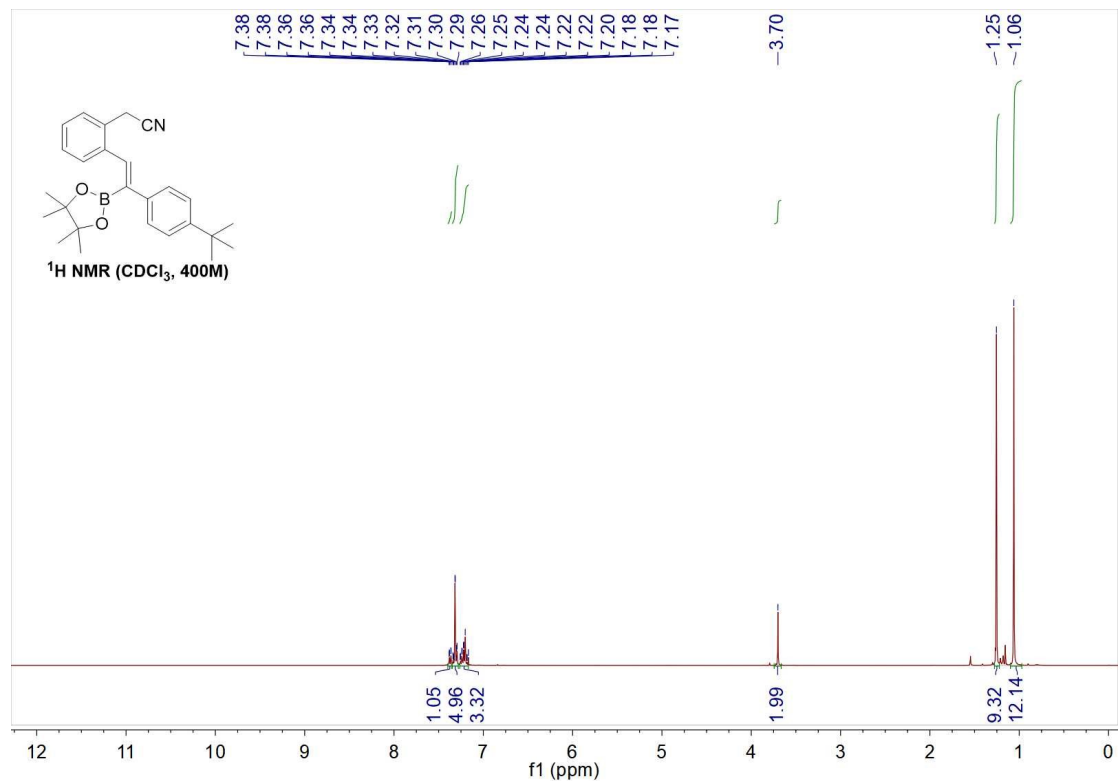 7.38 7.38 7.36 7.36 7.34 7.34 7.33 7.32 7.31 7.30 7.29 7.26 7.25 7.24 7.24 7.22 7.22 7.20 7.18 7.18 7.17 3.70 1.25 1.06
CN
O
B
O
¹H NMR (CDCl₃, 400M)
1.05 4.96 3.32 1.99 9.32 12.14
12 11 10 9 8 7 6 5 4 3 2 1 0
f1 (ppm)